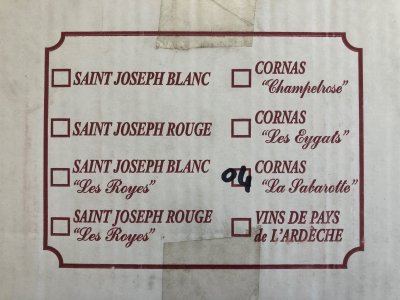 SAINT JOSEPH BLANC
SAINT JOSEPH ROUGE
SAINT JOSEPH BLANC
"Les Royes"
SAINT JOSEPH ROUGE
"Les Royes"
CORNAS
"Champelrose"
CORNAS
"Les Eygats"
04 CORNAS
"La Sabarotte"
VINS DE PAYS
de L'ARDÈCHE